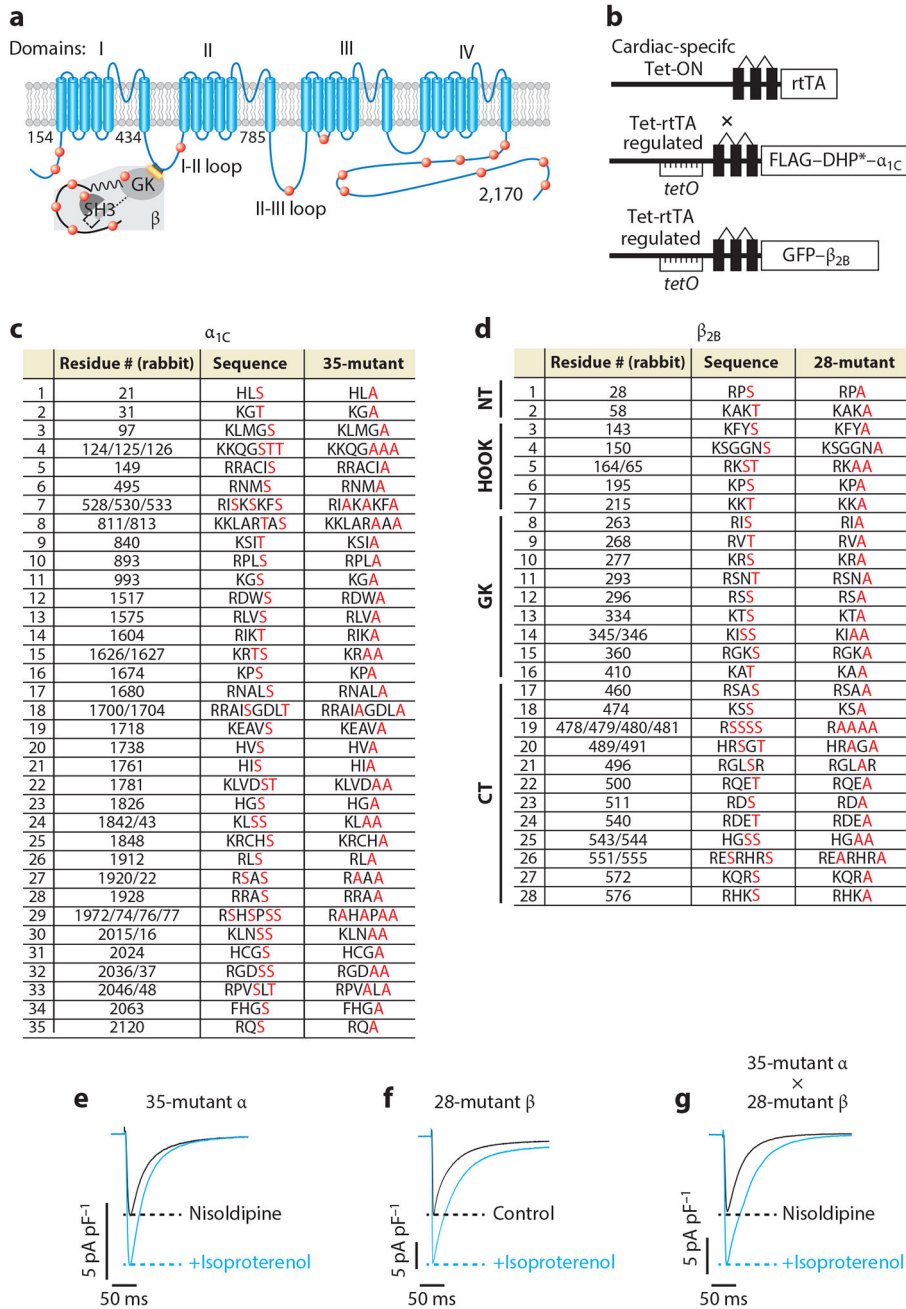 a
Domains: I II III IV
154 434 785
I-II loop
GK
SH3
β
II-III loop
2,170
b
Cardiac-specifc
Tet-ON
rtTA
×
Tet-rtTA
regulated
FLAG–DHP*–α1C
tetO
Tet-rtTA
regulated
GFP–β2B
tetO
c
α1C
Residue # (rabbit) Sequence 35-mutant
1 21 HLS HLA
2 31 KGT KGA
3 97 KLMGS KLMGA
4 124/125/126 KKQGSTT KKQGAAA
5 149 RRACIS RRACIA
6 495 RNMS RNMA
7 528/530/533 RISKSKFS RIAKAKFA
8 811/813 KKLARTAS KKLARAAA
9 840 KSIT KSIA
10 893 RPLS RPLA
11 993 KGS KGA
12 1517 RDWS RDWA
13 1575 RLVS RLVA
14 1604 RIKT RIKA
15 1626/1627 KRTS KRAA
16 1674 KPS KPA
17 1680 RNALS RNALA
18 1700/1704 RRAISGDLT RRAIAGDLA
19 1718 KEAVS KEAVA
20 1738 HVS HVA
21 1761 HIS HIA
22 1781 KLVDST KLVDAA
23 1826 HGS HGA
24 1842/43 KLSS KLAA
25 1848 KRCHS KRCHA
26 1912 RLS RLA
27 1920/22 RSAS RAAA
28 1928 RRAS RRAA
29 1972/74/76/77 RSHSPSS RAHAPAA
30 2015/16 KLNSS KLNAA
31 2024 HCGS HCGA
32 2036/37 RGDSS RGDAA
33 2046/48 RPVSLT RPVALA
34 2063 FHGS FHGA
35 2120 RQS RQA
d
β2B
Residue # (rabbit) Sequence 28-mutant
NT
1 28 RPS RPA
2 58 KAKT KAKA
HOOK
3 143 KFYS KFYA
4 150 KSGGNS KSGGNA
5 164/65 RKST RKAA
6 195 KPS KPA
7 215 KKT KKA
GK
8 263 RIS RIA
9 268 RVT RVA
10 277 KRS KRA
11 293 RSNT RSNA
12 296 RSS RSA
13 334 KTS KTA
14 345/346 KISS KIAA
15 360 RGKS RGKA
16 410 KAT KAA
CT
17 460 RSAS RSAA
18 474 KSS KSA
19 478/479/480/481 RSSSS RAAAA
20 489/491 HRSGT HRAGA
21 496 RGLSR RGLAR
22 500 RQET RQEA
23 511 RDS RDA
24 540 RDET RDEA
25 543/544 HGSS HGAA
26 551/555 RESRHRS REARHRA
27 572 KQRS KQRA
28 576 RHKS RHKA
e
35-mutant α
Nisoldipine
+Isoproterenol
5 pA pF−1
50 ms
f
28-mutant β
Control
+Isoproterenol
5 pA pF−1
50 ms
g
35-mutant α
×
28-mutant β
Nisoldipine
+Isoproterenol
5 pA pF−1
50 ms